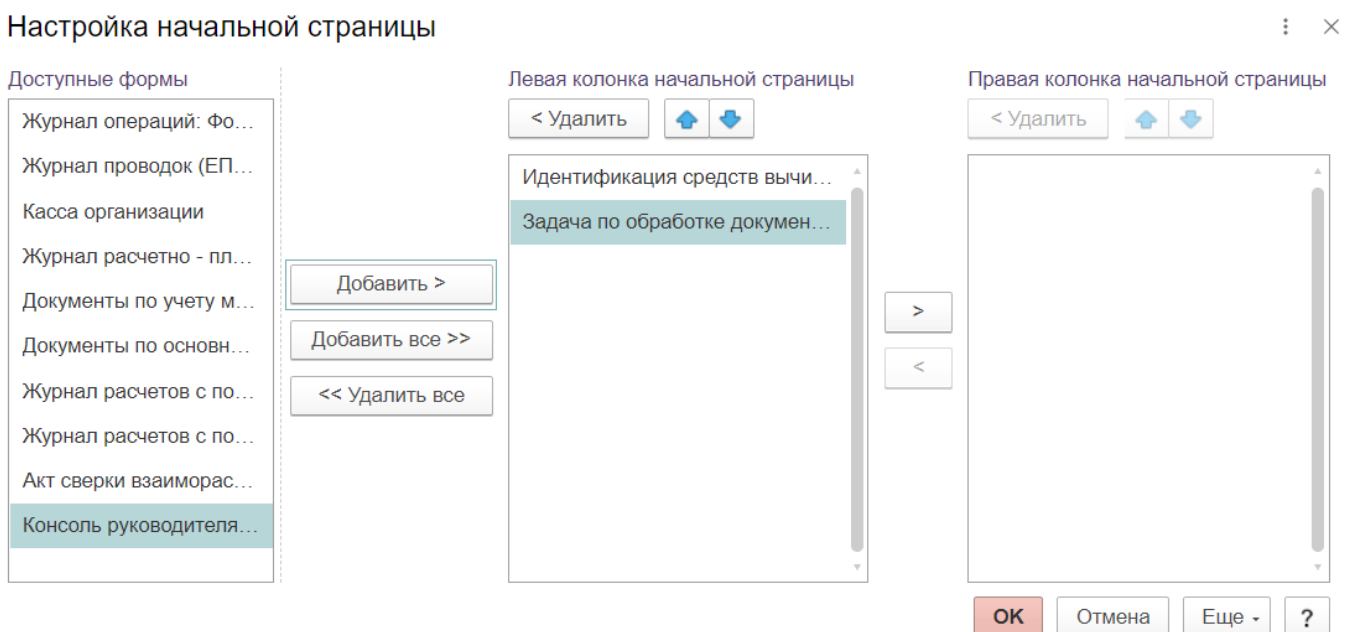 Настройка начальной страницы
Доступные формы
Журнал операций: Фо...
Журнал проводок (ЕП...
Касса организации
Журнал расчетно - пл...
Документы по учету м...
Документы по основн...
Журнал расчетов с по...
Журнал расчетов с по...
Акт сверки взаиморас...
Консоль руководителя...
Добавить >
Добавить все >>
<< Удалить все
Левая колонка начальной страницы
< Удалить
Идентификация средств вычи...
Задача по обработке докумен...
>
<
Правая колонка начальной страницы
< Удалить
OK
Отмена
Еще
?